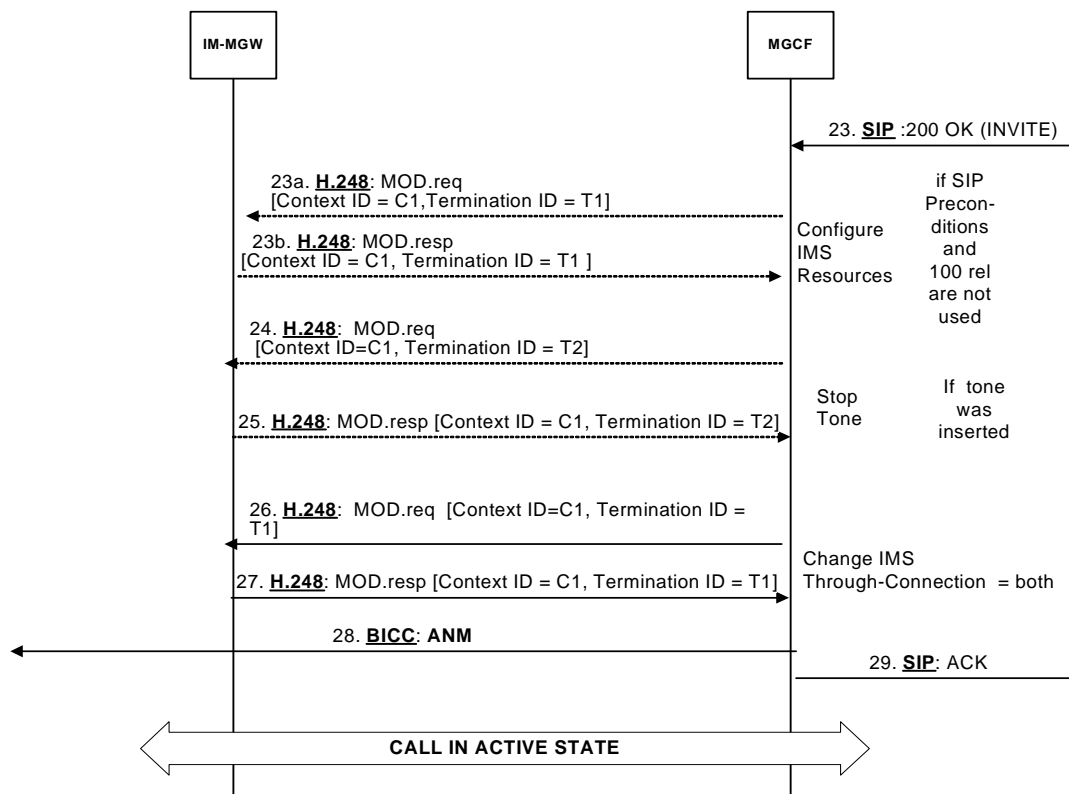 IM-MGW
MGCF
23. SIP :200 OK (INVITE)
23a. H.248: MOD.req
[Context ID = C1,Termination ID = T1]
if SIP
Precon-
ditions
and
100 rel
are not
used
Configure
IMS
Resources
23b. H.248: MOD.resp
[Context ID = C1, Termination ID = T1 ]
24. H.248: MOD.req
[Context ID=C1, Termination ID = T2]
Stop
Tone
If tone
was
inserted
25. H.248: MOD.resp [Context ID = C1, Termination ID = T2]
26. H.248: MOD.req [Context ID=C1, Termination ID =
T1]
Change IMS
Through-Connection = both
27. H.248: MOD.resp [Context ID = C1, Termination ID = T1]
28. BICC: ANM
29. SIP: ACK
CALL IN ACTIVE STATE